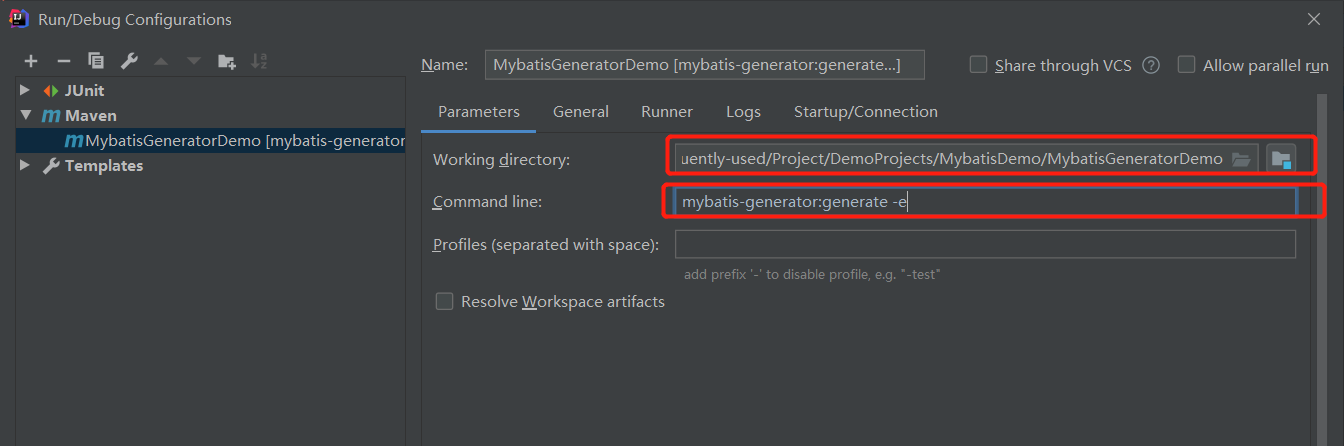 Run/Debug Configurations
Name: MybatisGeneratorDemo [mybatis-generator:generate...]
Share through VCS
Allow parallel run
JUnit
Maven
MybatisGeneratorDemo [mybatis-generator
Templates
Parameters General Runner Logs Startup/Connection
Working directory: uently-used/Project/DemoProjects/MybatisDemo/MybatisGeneratorDemo
Command line: mybatis-generator:generate -e
Profiles (separated with space):
add prefix '-' to disable profile, e.g. "-test"
Resolve Workspace artifacts